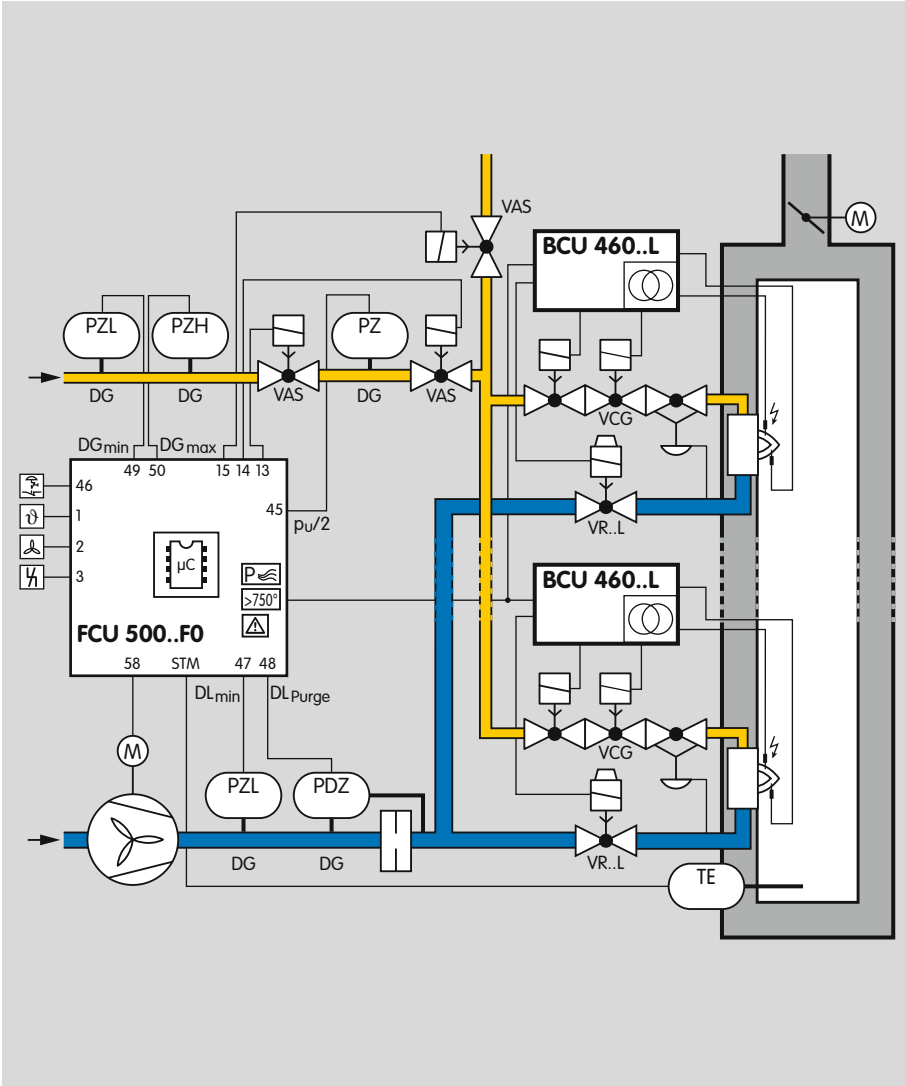 VAS
M
BCU 460..L
PZL
PZH
PZ
DG
DG
VAS
DG
VAS
VCG
DGmin
DGmax
49 50
15 14 13
46
45
pu/2
VR..L
ϑ
1
2
3
µC
P
>750°
BCU 460..L
FCU 500..F0
58
STM
47
48
DLmin
DLPurge
M
VCG
PZL
PDZ
DG
DG
VR..L
TE